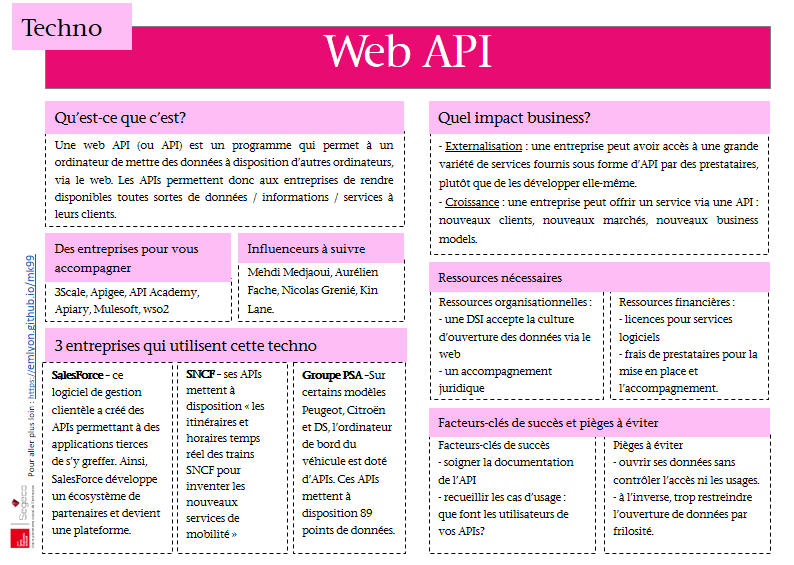 Techno
Web API
Qu'est-ce que c'est?
Une web API (ou API) est un programme qui permet à un
ordinateur de mettre des données à disposition d'autres ordinateurs,
via le web. Les APIs permettent donc aux entreprises de rendre
disponibles toutes sortes de données / informations / services à
leurs clients.
Des entreprises pour vous
accompagner
3Scale, Apigee, API Academy,
Apiary, Mulesoft, wso2
Influenceurs à suivre
Mehdi Medjaoui, Aurélien
Fache, Nicolas Grenié, Kin
Lane.
3 entreprises qui utilisent cette techno
SalesForce – ce
logiciel de gestion
clientèle a créé des
APIs permettant à des
applications tierces
de s'y greffer. Ainsi,
SalesForce développe
un écosystème de
partenaires et devient
une plateforme.
SNCF – ses APIs
mettent à
disposition « les
itinéraires et
horaires temps
réel des trains
SNCF pour
inventer les
nouveaux
services de
mobilité »
Groupe PSA –Sur
certains modèles
Peugeot, Citroën
et DS, l'ordinateur
de bord du
véhicule est doté
d'APIs. Ces APIs
mettent à
disposition 89
points de données.
Quel impact business?
- Externalisation : une entreprise peut avoir accès à une grande
variété de services fournis sous forme d'API par des prestataires,
plutôt que de les développer elle-même.
- Croissance : une entreprise peut offrir un service via une API :
nouveaux clients, nouveaux marchés, nouveaux business
models.
Ressources nécessaires
Ressources organisationnelles :
- une DSI accepte la culture
d'ouverture des données via le
web
- un accompagnement
juridique
Ressources financières :
- licences pour services
logiciels
- frais de prestataires pour la
mise en place et
l'accompagnement.
Facteurs-clés de succès et pièges à éviter
Facteurs-clés de succès
- soigner la documentation
de l'API
- recueillir les cas d'usage :
que font les utilisateurs de
vos APIs?
Pièges à éviter
- ouvrir ses données sans
contrôler l'accès ni les usages.
- à l'inverse, trop restreindre
l'ouverture de données par
frilosité.
Pour aller plus loin : https://emlyon.github.io/mk99
Segeco